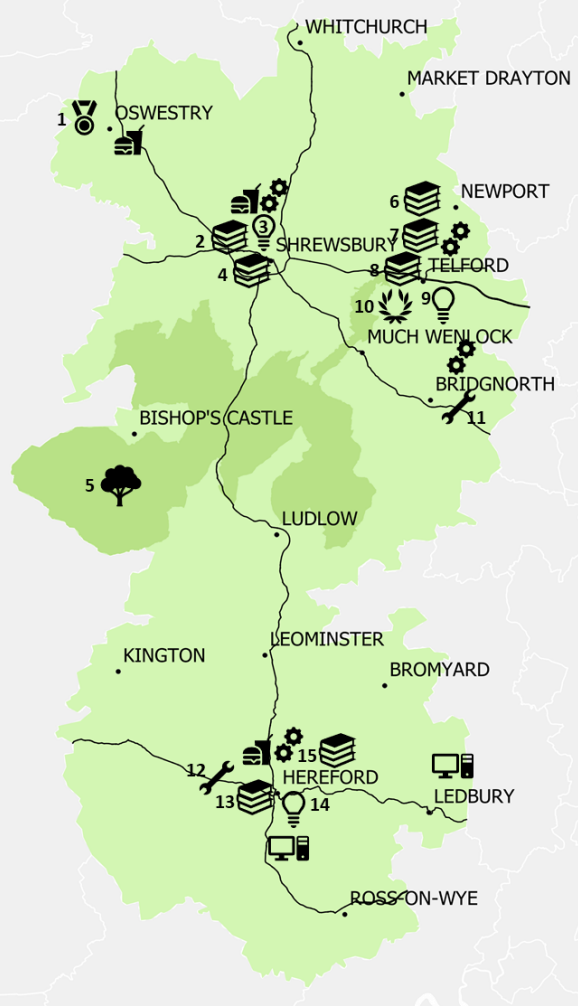 WHITCHURCH
MARKET DRAYTON
1
OSWESTRY
6
NEWPORT
2
3
SHREWSBURY
7
4
8
TELFORD
10
9
MUCH WENLOCK
BRIDGNORTH
11
BISHOP'S CASTLE
5
LUDLOW
LEOMINSTER
KINGTON
BROMYARD
15
12
HEREFORD
13
14
LEDBURY
ROSS-ON-WYE